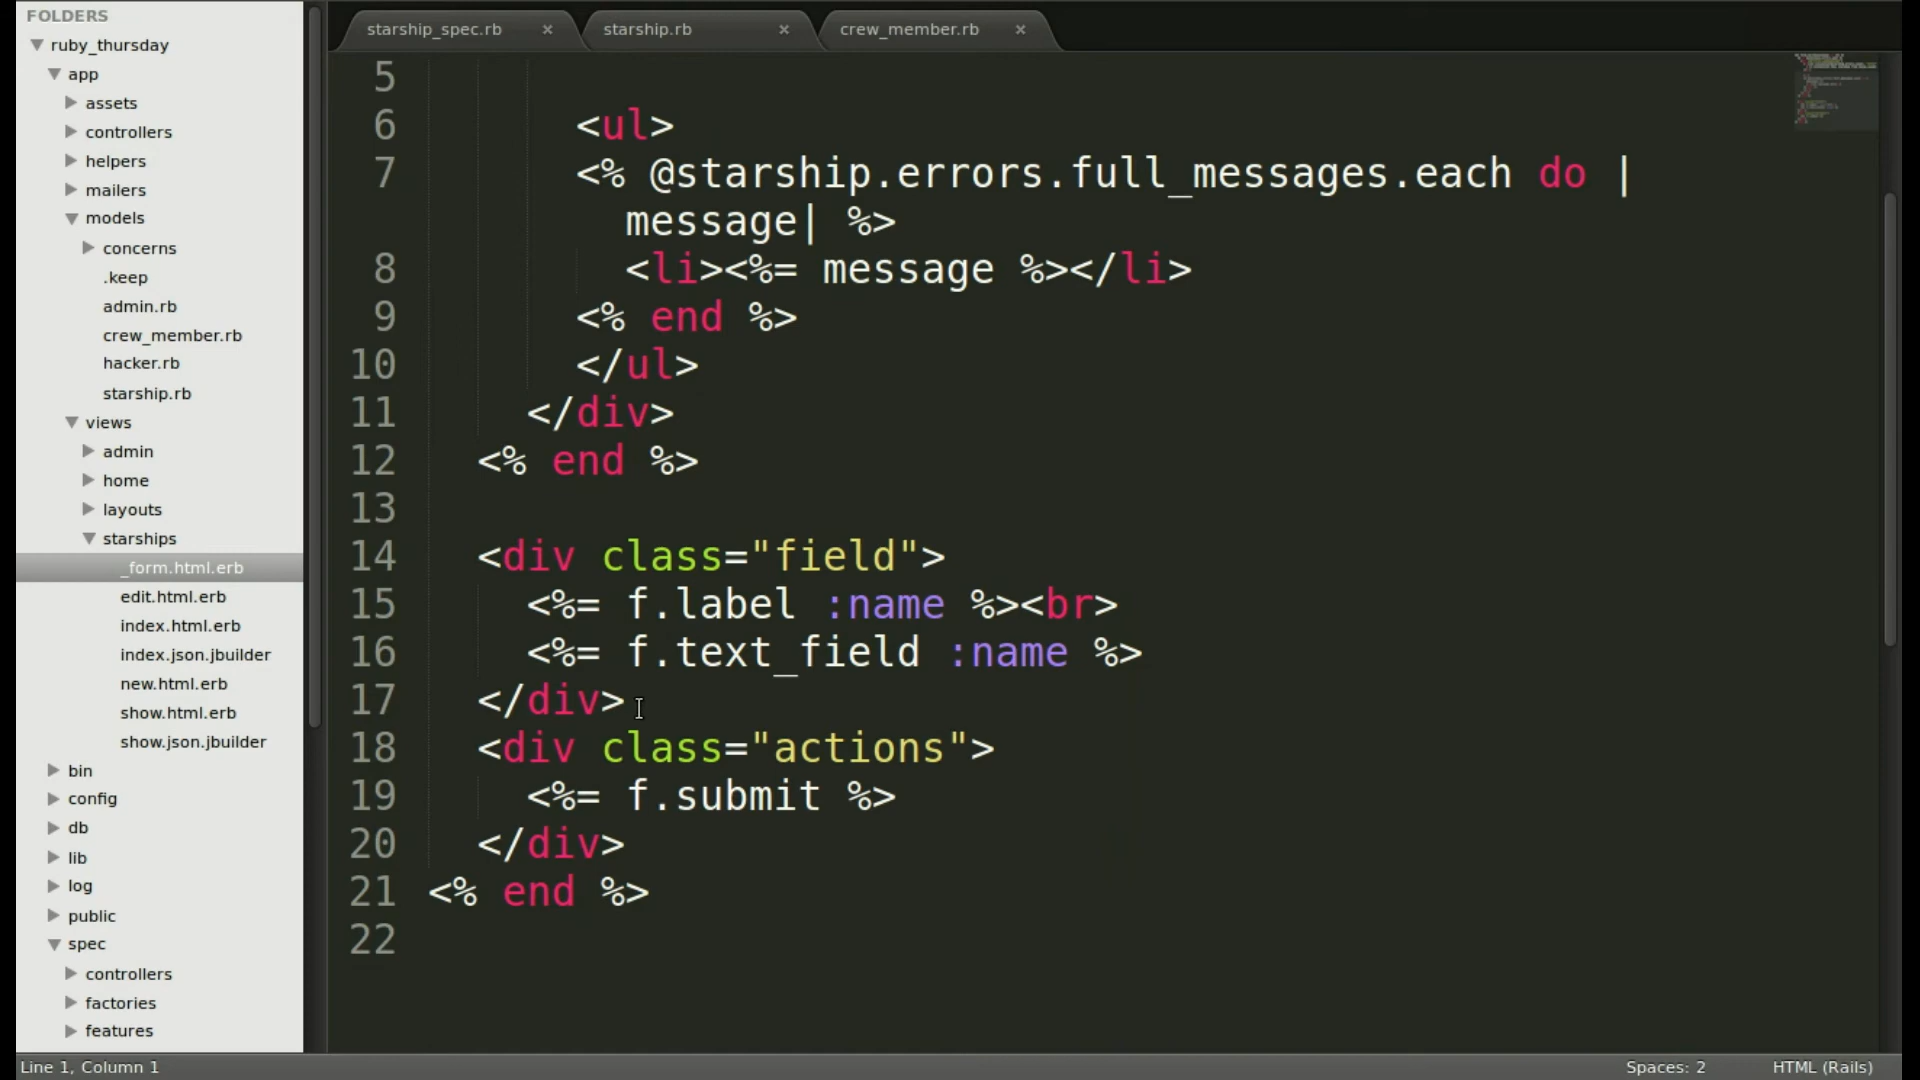 FOLDERS
ruby_thursday
app
assets
controllers
helpers
mailers
models
concerns
.keep
admin.rb
crew_member.rb
hacker.rb
starship.rb
views
admin
home
layouts
starships
_form.html.erb
edit.html.erb
index.html.erb
index.json.jbuilder
new.html.erb
show.html.erb
show.json.jbuilder
bin
config
db
lib
log
public
spec
controllers
factories
features
starship_spec.rb × starship.rb × crew_member.rb ×
5
6 <ul>
7 <% @starship.errors.full_messages.each do |
message| %>
8 <li><%= message %></li>
9 <% end %>
10 </ul>
11 </div>
12 <% end %>
13
14 <div class="field">
15 <%= f.label :name %><br>
16 <%= f.text_field :name %>
17 </div>
18 <div class="actions">
19 <%= f.submit %>
20 </div>
21 <% end %>
22
Line 1, Column 1 Spaces: 2 HTML (Rails)